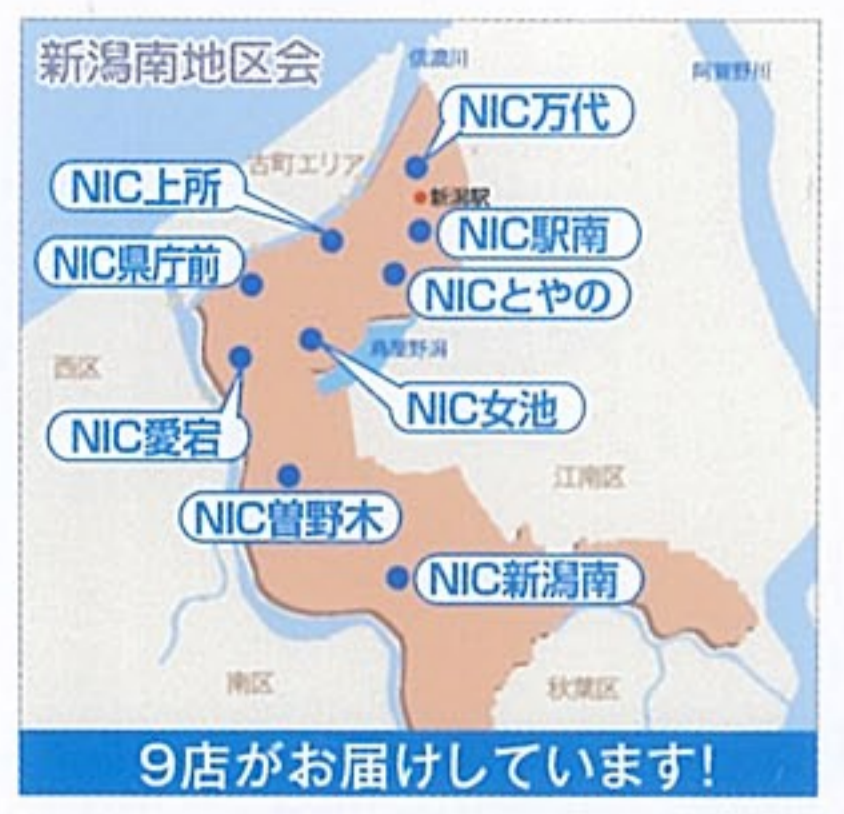 新潟南地区会
信濃川
阿賀野川
NIC万代
古町エリア
NIC上所
新潟駅
NIC駅南
NIC県庁前
NICとやの
鳥屋野潟
西区
NIC女池
NIC愛宕
江南区
NIC曽野木
NIC新潟南
南区
秋葉区
9店がお届けしています!